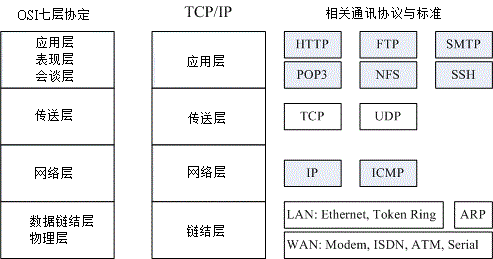 OSI七层协定 TCP/IP 相关通讯协议与标准
应用层
表现层
会谈层
应用层
HTTP FTP SMTP
POP3 NFS SSH
传送层 传送层 TCP UDP
网络层 网络层 IP ICMP
数据链结层
物理层
链结层
LAN: Ethernet, Token Ring ARP
WAN: Modem, ISDN, ATM, Serial